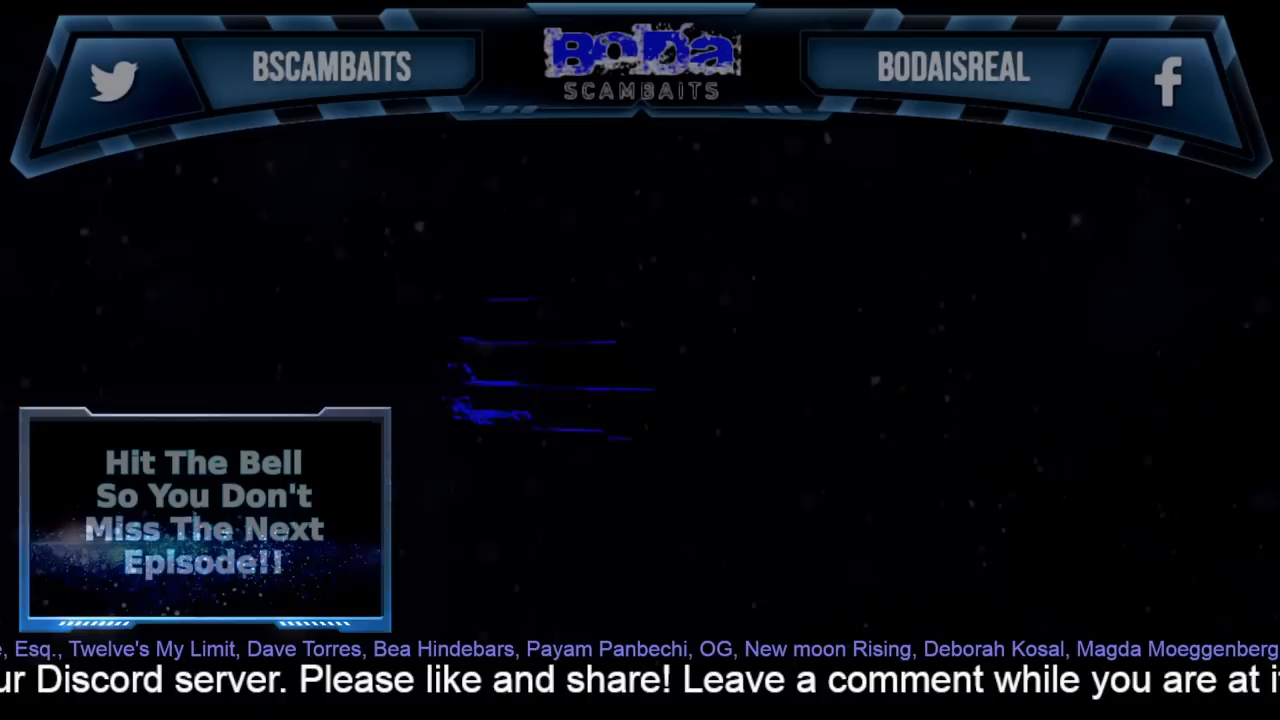 BSCAMBAITS
BoDa
SCAMBAITS
BODAISREAL
Hit The Bell
So You Don't
Miss The Next
Episode!!
, Esq., Twelve's My Limit, Dave Torres, Bea Hindebars, Payam Panbechi, OG, New moon Rising, Deborah Kosal, Magda Moeggenberg
ur Discord server. Please like and share! Leave a comment while you are at i